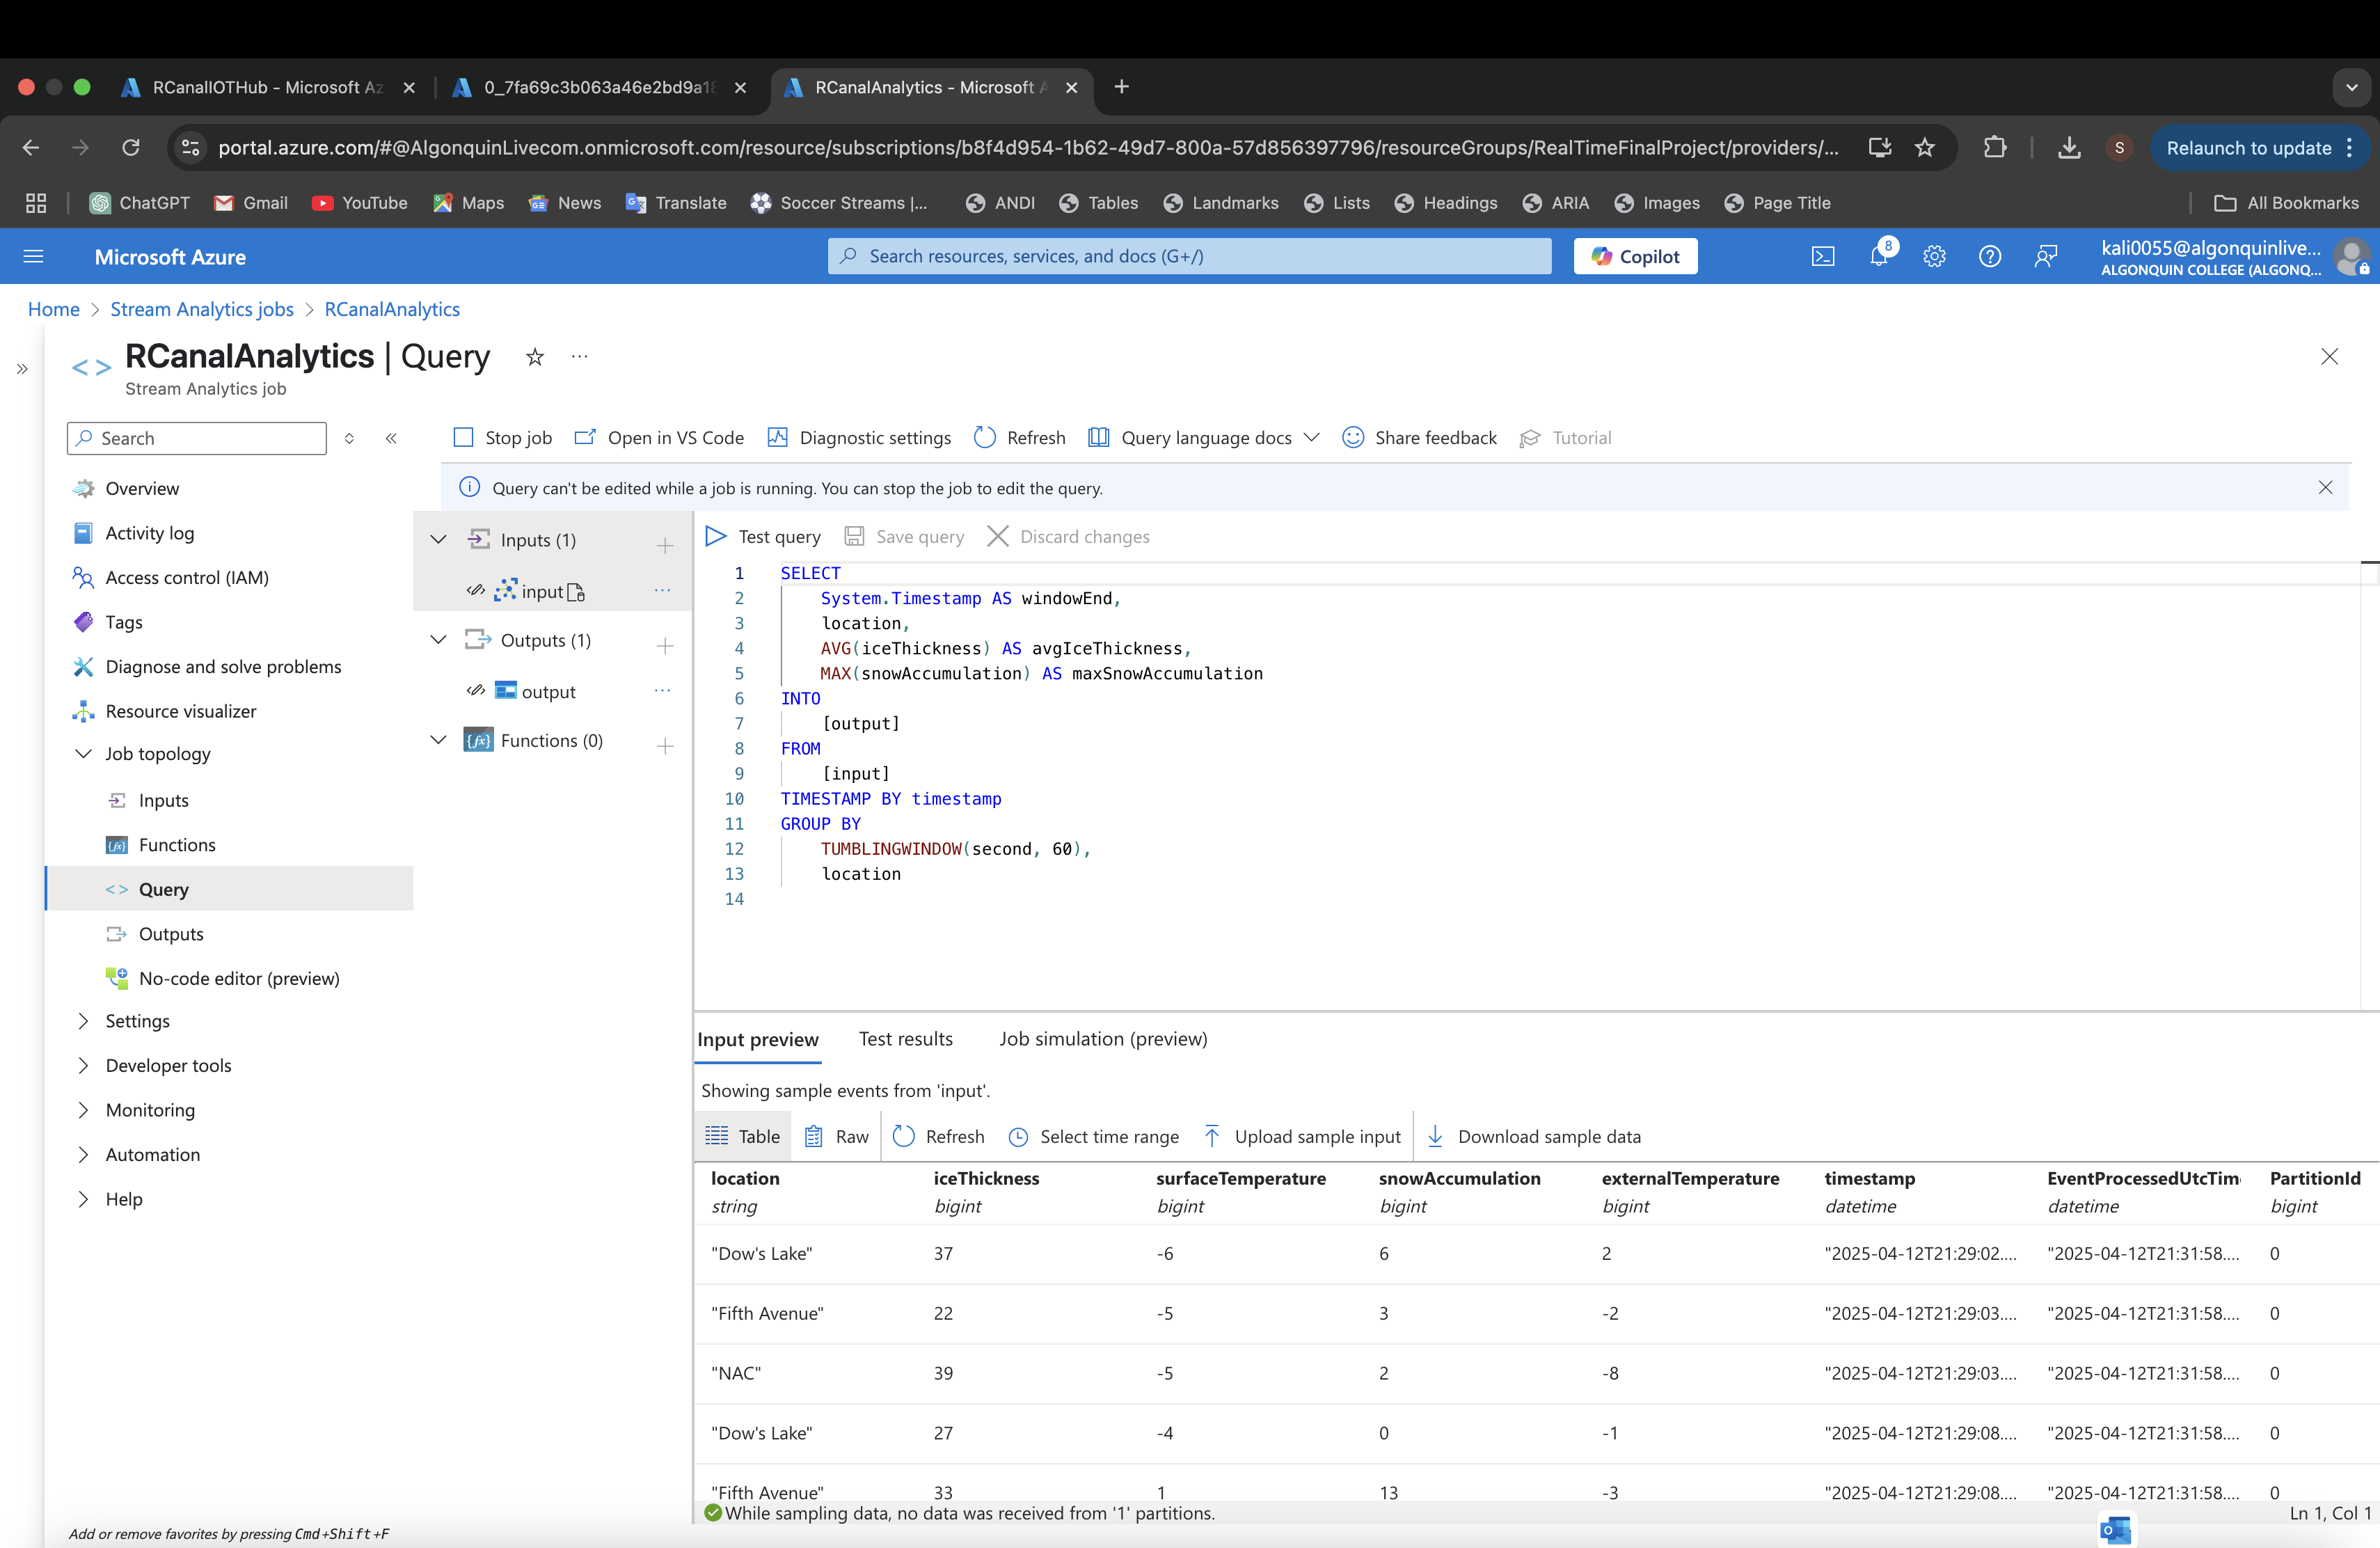 RCanalIOTHub - Microsoft Az
0_7fa69c3b063a46e2bd9a18
RCanalAnalytics - Microsoft A
portal.azure.com/#@AlgonquinLivecom.onmicrosoft.com/resource/subscriptions/b8f4d954-1b62-49d7-800a-57d856397796/resourceGroups/RealTimeFinalProject/providers/...
S
Relaunch to update
ChatGPT
Gmail
YouTube
Maps
News
Translate
Soccer Streams |...
ANDI
Tables
Landmarks
Lists
Headings
ARIA
Images
Page Title
All Bookmarks
Microsoft Azure
Search resources, services, and docs (G+/)
Copilot
8
kali0055@algonquinlive...
ALGONQUIN COLLEGE (ALGONQ...
Home > Stream Analytics jobs > RCanalAnalytics
RCanalAnalytics | Query
Stream Analytics job
Search
Stop job
Open in VS Code
Diagnostic settings
Refresh
Query language docs
Share feedback
Tutorial
Query can't be edited while a job is running. You can stop the job to edit the query.
Overview
Activity log
Access control (IAM)
Tags
Diagnose and solve problems
Resource visualizer
Job topology
Inputs
Functions
Query
Outputs
No-code editor (preview)
Settings
Developer tools
Monitoring
Automation
Help
Add or remove favorites by pressing Cmd+Shift+F
Inputs (1)
input
Outputs (1)
output
Functions (0)
Test query
Save query
Discard changes
1 SELECT
2 System.Timestamp AS windowEnd,
3 location,
4 AVG(iceThickness) AS avgIceThickness,
5 MAX(snowAccumulation) AS maxSnowAccumulation
6 INTO
7 [output]
8 FROM
9 [input]
10 TIMESTAMP BY timestamp
11 GROUP BY
12 TUMBLINGWINDOW(second, 60),
13 location
14
Input preview
Test results
Job simulation (preview)
Showing sample events from 'input'.
Table
Raw
Refresh
Select time range
Upload sample input
Download sample data
location iceThickness surfaceTemperature snowAccumulation externalTemperature timestamp EventProcessedUtcTim PartitionId
string bigint bigint bigint bigint datetime datetime bigint
"Dow's Lake" 37 -6 6 2 "2025-04-12T21:29:02.... "2025-04-12T21:31:58.... 0
"Fifth Avenue" 22 -5 3 -2 "2025-04-12T21:29:03.... "2025-04-12T21:31:58.... 0
"NAC" 39 -5 2 -8 "2025-04-12T21:29:03.... "2025-04-12T21:31:58.... 0
"Dow's Lake" 27 -4 0 -1 "2025-04-12T21:29:08.... "2025-04-12T21:31:58.... 0
"Fifth Avenue" 33 1 13 -3 "2025-04-12T21:29:08.... "2025-04-12T21:31:58.... 0
While sampling data, no data was received from '1' partitions.
Ln 1, Col 1